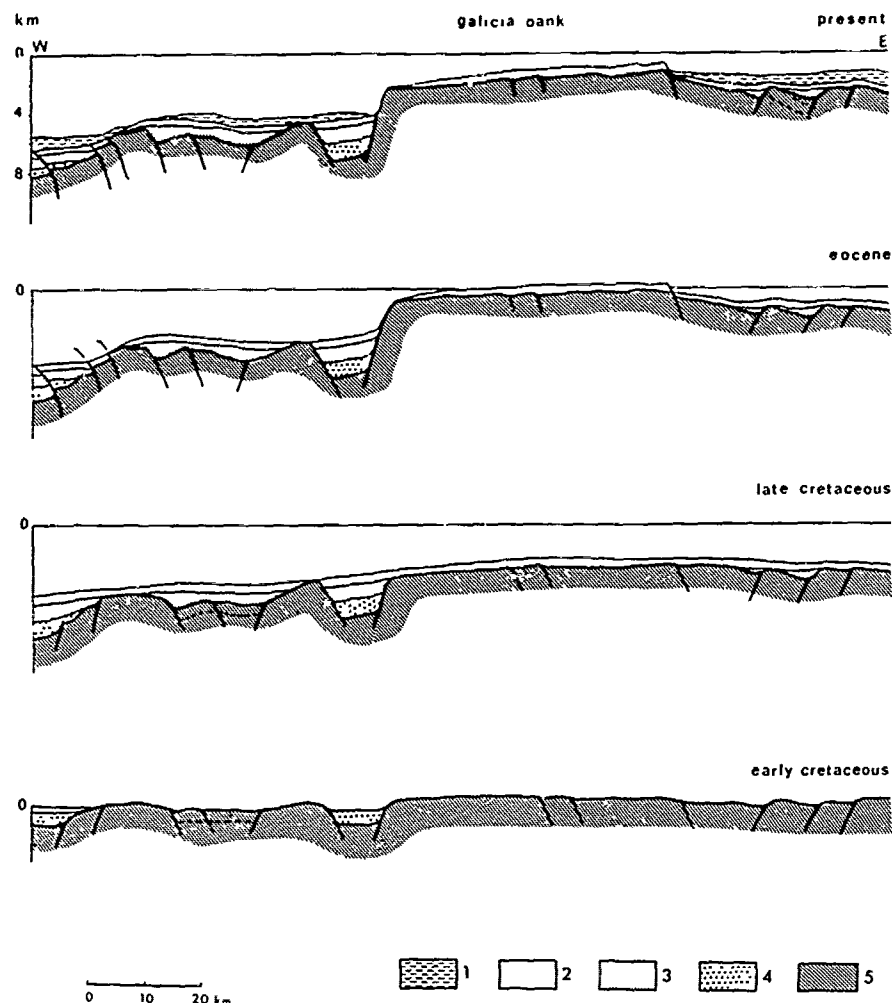 km galicia oank present
0 W E
4
8
eocene
0
late cretaceous
0
early cretaceous
0
1 2 3 4 5
0 10 20 km